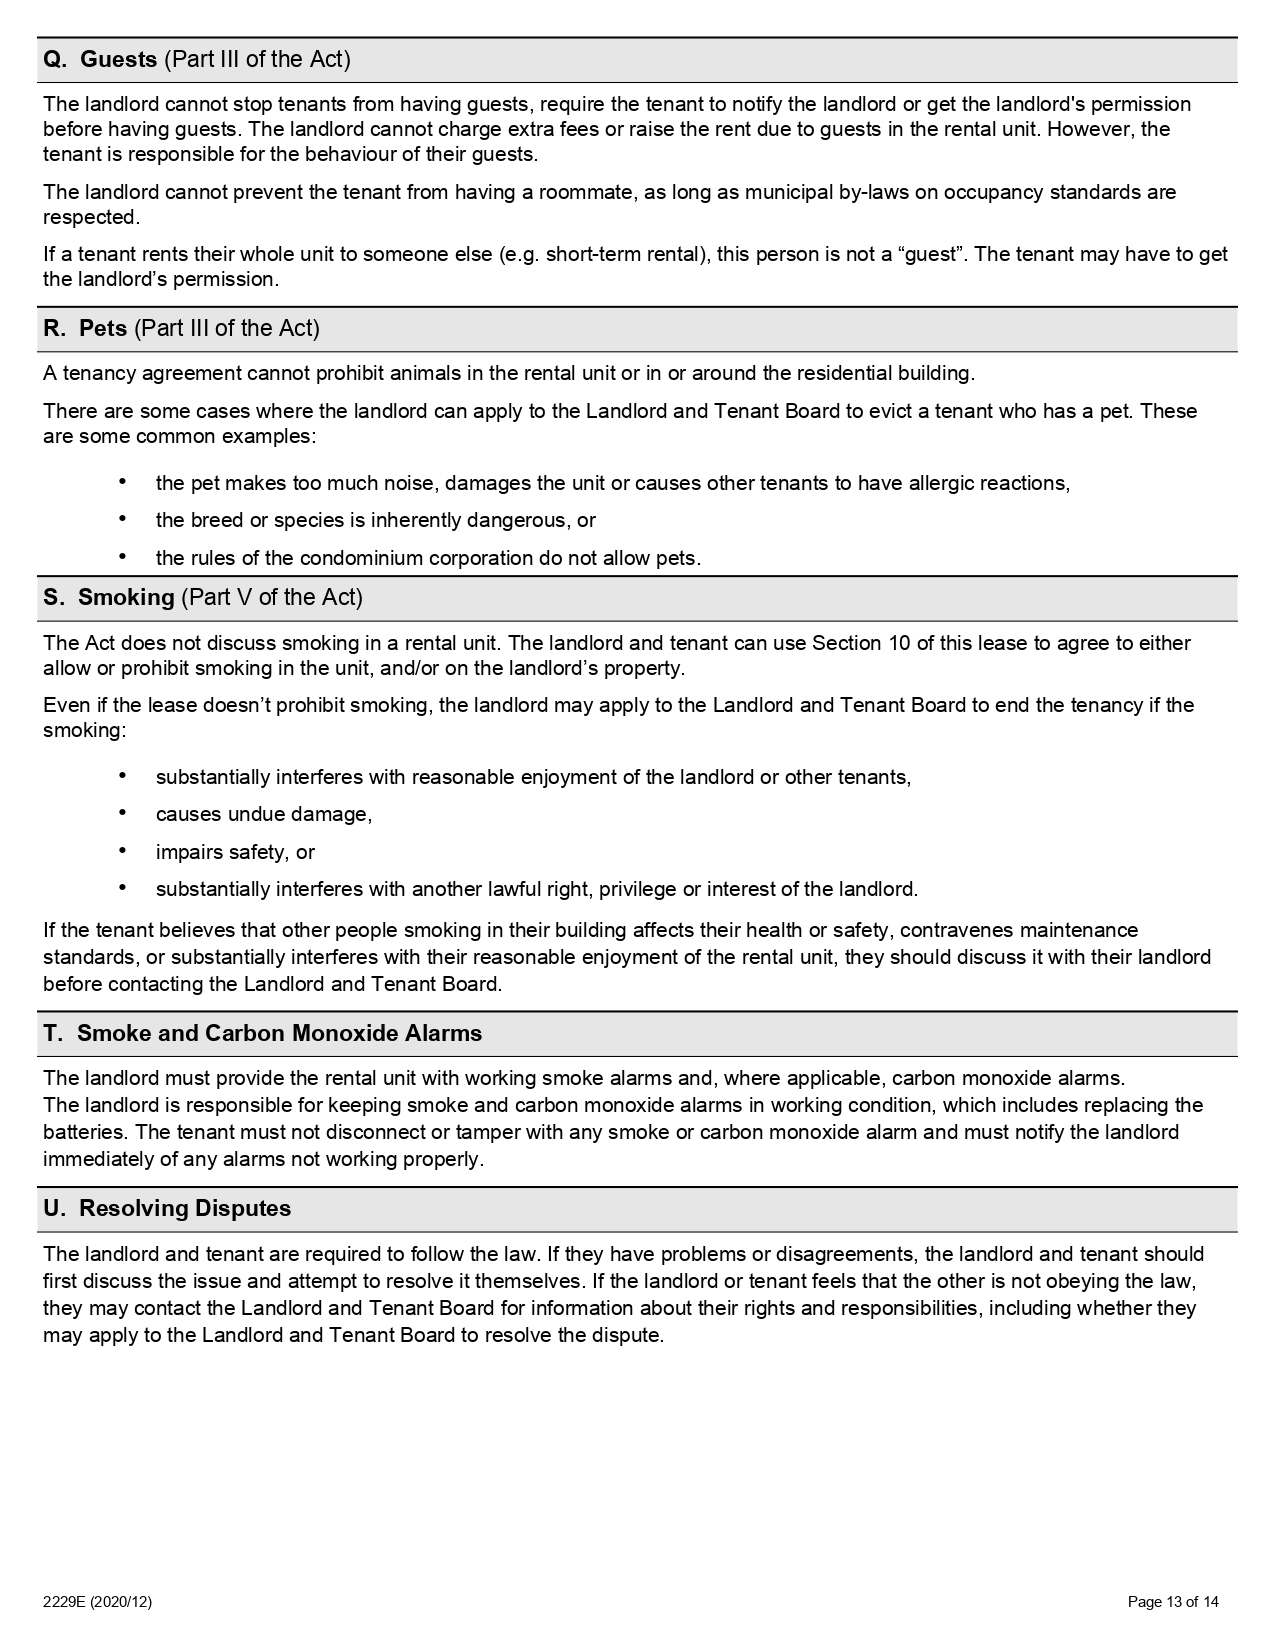 Q. Guests (Part III of the Act)
The landlord cannot stop tenants from having guests, require the tenant to notify the landlord or get the landlord's permission
before having guests. The landlord cannot charge extra fees or raise the rent due to guests in the rental unit. However, the
tenant is responsible for the behaviour of their guests.
The landlord cannot prevent the tenant from having a roommate, as long as municipal by-laws on occupancy standards are
respected.
If a tenant rents their whole unit to someone else (e.g. short-term rental), this person is not a “guest”. The tenant may have to get
the landlord’s permission.
R. Pets (Part III of the Act)
A tenancy agreement cannot prohibit animals in the rental unit or in or around the residential building.
There are some cases where the landlord can apply to the Landlord and Tenant Board to evict a tenant who has a pet. These
are some common examples:
• the pet makes too much noise, damages the unit or causes other tenants to have allergic reactions,
• the breed or species is inherently dangerous, or
• the rules of the condominium corporation do not allow pets.
S. Smoking (Part V of the Act)
The Act does not discuss smoking in a rental unit. The landlord and tenant can use Section 10 of this lease to agree to either
allow or prohibit smoking in the unit, and/or on the landlord’s property.
Even if the lease doesn’t prohibit smoking, the landlord may apply to the Landlord and Tenant Board to end the tenancy if the
smoking:
• substantially interferes with reasonable enjoyment of the landlord or other tenants,
• causes undue damage,
• impairs safety, or
• substantially interferes with another lawful right, privilege or interest of the landlord.
If the tenant believes that other people smoking in their building affects their health or safety, contravenes maintenance
standards, or substantially interferes with their reasonable enjoyment of the rental unit, they should discuss it with their landlord
before contacting the Landlord and Tenant Board.
T. Smoke and Carbon Monoxide Alarms
The landlord must provide the rental unit with working smoke alarms and, where applicable, carbon monoxide alarms.
The landlord is responsible for keeping smoke and carbon monoxide alarms in working condition, which includes replacing the
batteries. The tenant must not disconnect or tamper with any smoke or carbon monoxide alarm and must notify the landlord
immediately of any alarms not working properly.
U. Resolving Disputes
The landlord and tenant are required to follow the law. If they have problems or disagreements, the landlord and tenant should
first discuss the issue and attempt to resolve it themselves. If the landlord or tenant feels that the other is not obeying the law,
they may contact the Landlord and Tenant Board for information about their rights and responsibilities, including whether they
may apply to the Landlord and Tenant Board to resolve the dispute.
2229E (2020/12)
Page 13 of 14